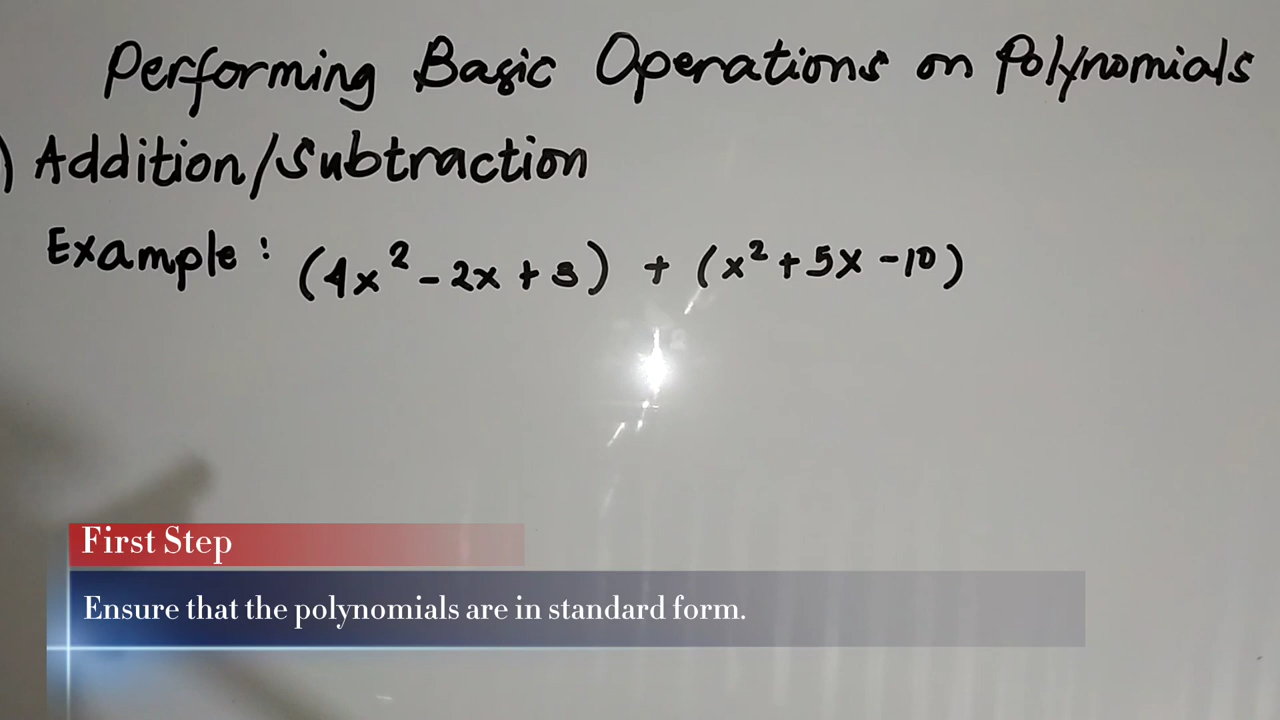 Performing Basic Operations on Polynomials
) Addition/Subtraction
Example: (4x² - 2x + 3) + (x² + 5x - 10)
First Step
Ensure that the polynomials are in standard form.